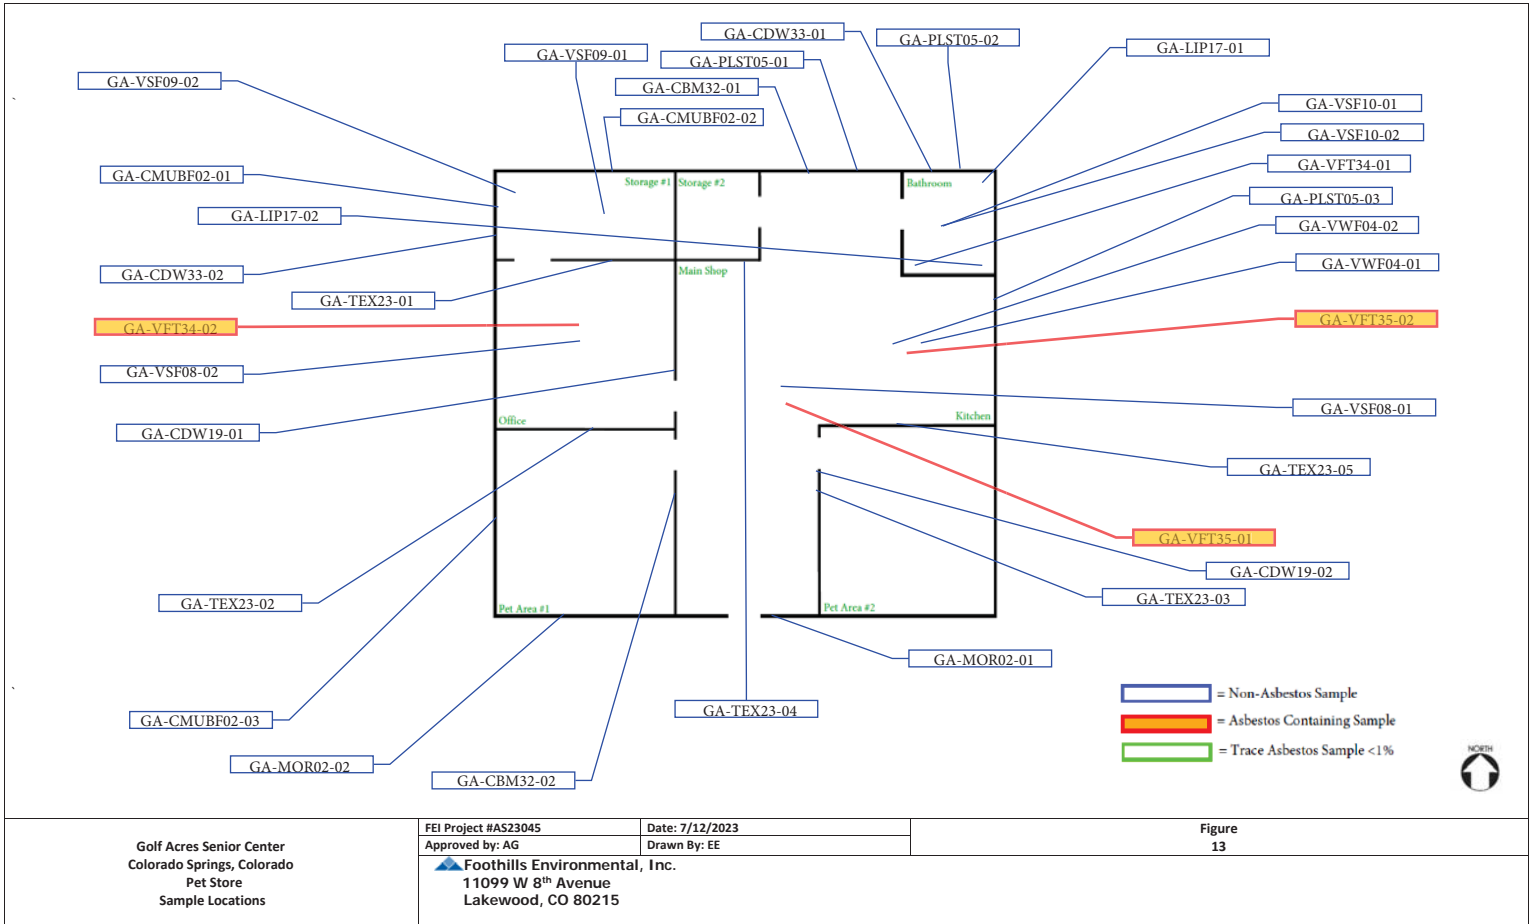 GA-CDW33-01
GA-PLST05-02
GA-LIP17-01
GA-VSF09-01
GA-PLST05-01
GA-VSF09-02
GA-CBM32-01
GA-VSF10-01
GA-CMUBF02-02
GA-VSF10-02
GA-VFT34-01
GA-CMUBF02-01
Storage #1
Storage #2
Bathroom
GA-PLST05-03
GA-LIP17-02
GA-VWF04-02
GA-VWF04-01
GA-CDW33-02
Main Shop
GA-TEX23-01
GA-VFT34-02
GA-VFT35-02
GA-VSF08-02
GA-VSF08-01
Office
Kitchen
GA-CDW19-01
GA-TEX23-05
GA-VFT35-01
GA-CDW19-02
GA-TEX23-02
GA-TEX23-03
Pet Area #1
Pet Area #2
GA-MOR02-01
GA-TEX23-04
GA-CMUBF02-03
GA-MOR02-02
GA-CBM32-02
= Non-Asbestos Sample
= Asbestos Containing Sample
= Trace Asbestos Sample <1%
NORTH
Golf Acres Senior Center
Colorado Springs, Colorado
Pet Store
Sample Locations
FEI Project #AS23045
Date: 7/12/2023
Approved by: AG
Drawn By: EE
Foothills Environmental, Inc.
11099 W 8th Avenue
Lakewood, CO 80215
Figure
13